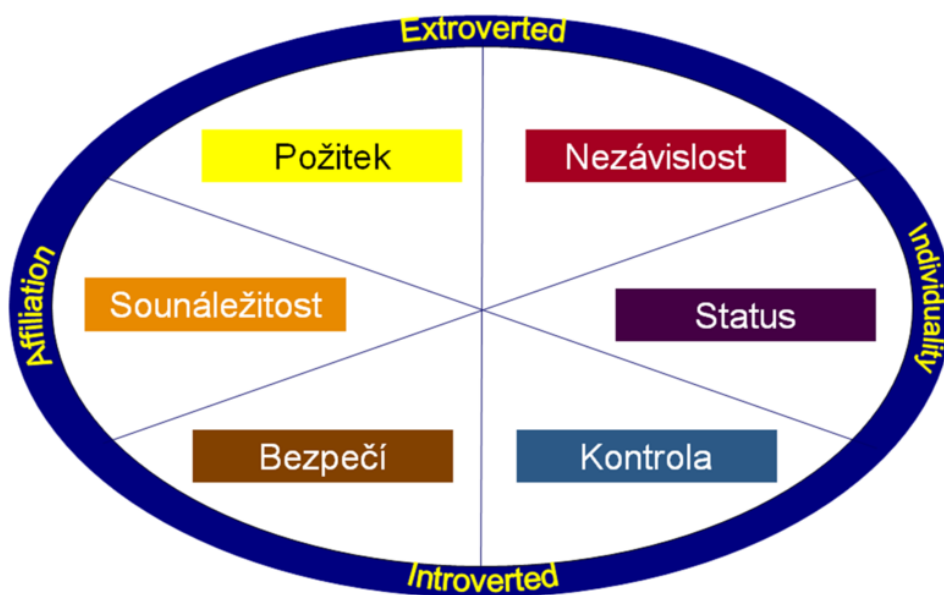 Extroverted
Požitek
Nezávislost
Affiliation
Individuality
Sounáležitost
Status
Bezpečí
Kontrola
Introverted